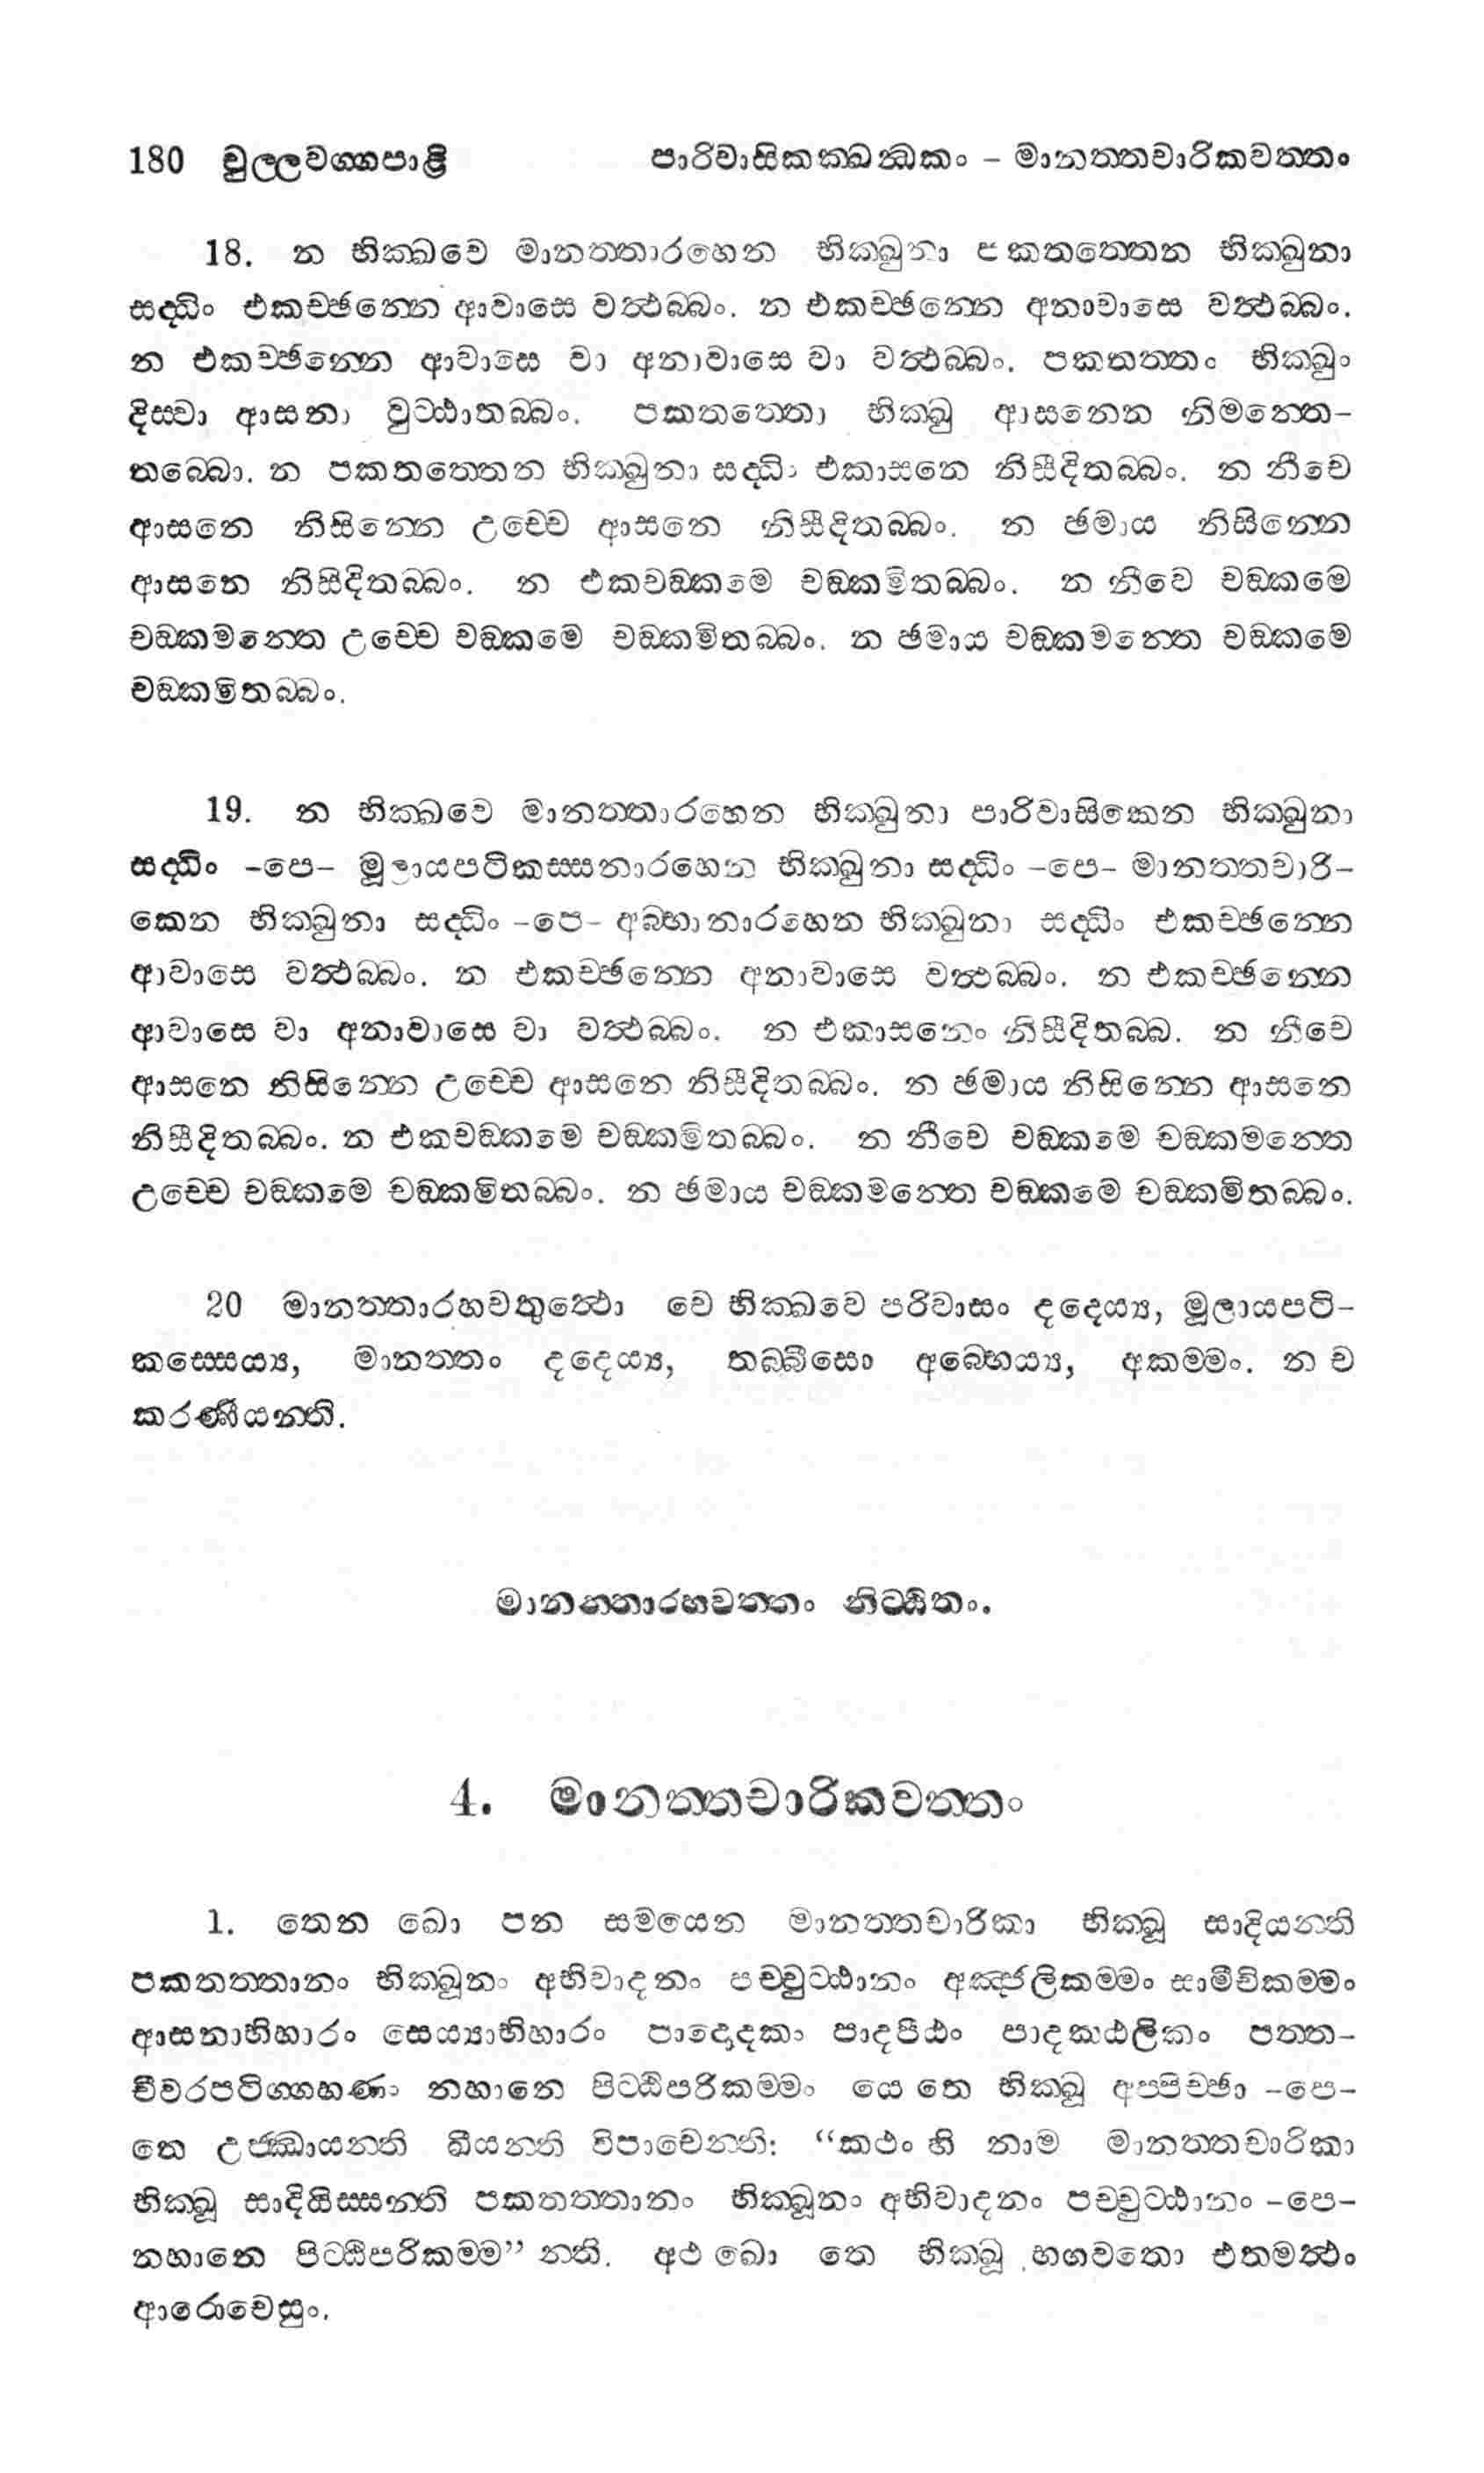 180 චුල්ලවග්ගපාළි පාරිවාසිකක්ඛන්ධකං – මානත්තචාරිකවත්තං
18. න භික්ඛවෙ මානත්තාරහෙන භික්ඛුනා පකතත්තෙන භික්ඛුනා
සද්ධිං එකච්ඡන්නෙ ආවාසෙ වත්ථබ්බං. න එකච්ඡන්නෙ අනාවාසෙ වත්ථබ්බං.
න එකච්ඡන්නෙ ආවාසෙ වා අනාවාසෙ වා වත්ථබ්බං. පකතත්තං භික්ඛුං
දිස්වා ආසනා වුට්ඨාතබ්බං. පකතත්තො භික්ඛු ආසනෙන නිමන්තෙ-
තබ්බො. න පකතත්තෙන භික්ඛුනා සද්ධිං එකාසනෙ නිසීදිතබ්බං. න නීචෙ
ආසනෙ නිසින්නෙ උච්චෙ ආසනෙ නිසීදිතබ්බං. න ඡමාය නිසින්නෙ
ආසනෙ නිසිදිතබ්බං. න එකචඞ්කමෙ චඞ්කමිතබ්බං. න නීචෙ චඞ්කමෙ
චඞ්කමන්තෙ උච්චෙ චඞ්කමෙ චඞ්කමිතබ්බං. න ඡමාය චඞ්කමන්තෙ චඞ්කමෙ
චඞ්කමිතබ්බං.
19. න භික්ඛවෙ මානත්තාරහෙන භික්ඛුනා පාරිවාසිකෙන භික්ඛුනා
සද්ධිං -පෙ- මූලායපටිකස්සනාරහෙන භික්ඛුනා සද්ධිං -පෙ- මානත්තචාරි-
කෙන භික්ඛුනා සද්ධිං -පෙ- අබ්භානාරහෙන භික්ඛුනා සද්ධිං එකච්ඡන්නෙ
ආවාසෙ වත්ථබ්බං. න එකච්ඡන්නෙ අනාවාසෙ වත්ථබ්බං. න එකච්ඡන්නෙ
ආවාසෙ වා අනාවාසෙ වා වත්ථබ්බං. න එකාසනෙං නිසීදිතබ්බ. න නීචෙ
ආසනෙ නිසින්නෙ උච්චෙ ආසනෙ නිසීදිතබ්බං. න ඡමාය නිසින්නෙ ආසනෙ
නිසීදිතබ්බං. න එකචඞ්කමෙ චඞ්කමිතබ්බං. න නීචෙ චඞ්කමෙ චඞ්කමන්තෙ
උච්චෙ චඞ්කමෙ චඞ්කමිතබ්බං. න ඡමාය චඞ්කමන්තෙ චඞ්කමෙ චඞ්කමිතබ්බං.
20 මානත්තාරහචතුත්ථො චෙ භික්ඛවෙ පරිවාසං දදෙය්‍ය, මූලායපටි-
කස්සෙය්‍ය, මානත්තං දදෙය්‍ය, තබ්බීසො අබ්භෙය්‍ය, අකම්මං. න ච
කරණීයන්ති.
මානත්තාරහවත්තං නිට්ඨිතං.
4. මානත්තචාරිකවත්තං
1. තෙන ඛො පන සමයෙන මානත්තචාරිකා භික්ඛූ සාදියන්ති
පකතත්තානං භික්ඛූනං අභිවාදනං පච්චුට්ඨානං අඤ්ජලිකම්මං සාමීචිකම්මං
ආසනාභිහාරං සෙය්‍යාභිහාරං පාදොදකං පාදපීඨං පාදකඨලිකං පත්ත-
චීවරපටිග්ගහණං නහානෙ පිට්ඨිපරිකම්මං යෙ තෙ භික්ඛූ අප්පිච්ඡා -පෙ-
තෙ උජ්ඣායන්ති ඛීයන්ති විපාචෙන්ති: “කථං හි නාම මානත්තචාරිකා
භික්ඛූ සාදියිස්සන්ති පකතත්තානං භික්ඛූනං අභිවාදනං පච්චුට්ඨානං -පෙ-
නහානෙ පිට්ඨිපරිකම්ම” න්ති. අථ ඛො තෙ භික්ඛූ භගවතො එතමත්ථං
ආරොචෙසුං.